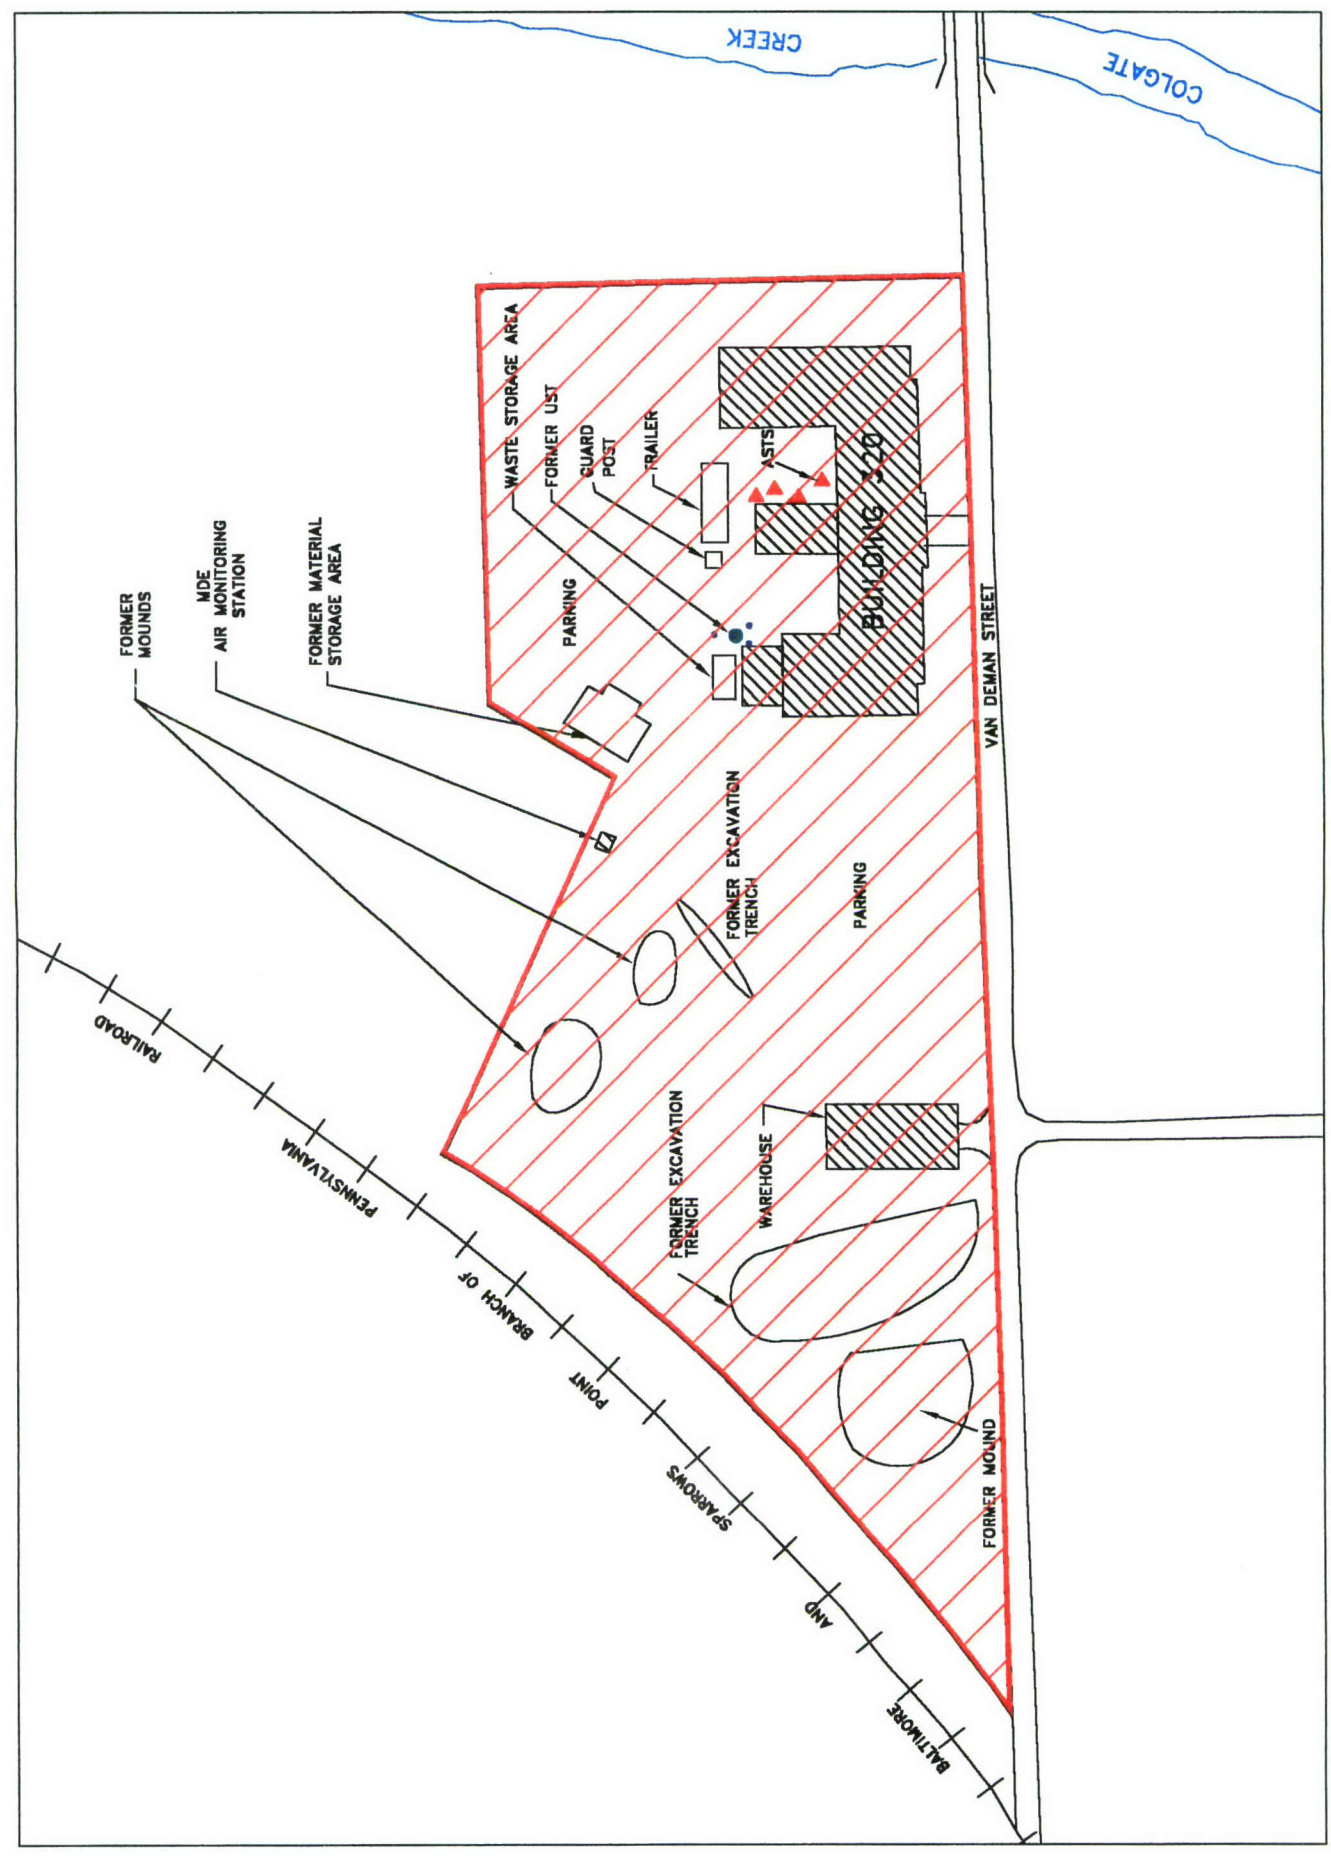 CREEK
COLGATE
WASTE STORAGE AREA
FORMER UST
GUARD
POST
TRAILER
ASTS
BUILDING 320
PARKING
FORMER
MOUNDS
MDE
AIR MONITORING
STATION
FORMER MATERIAL
STORAGE AREA
VAN DEMAN STREET
FORMER EXCAVATION
TRENCH
PARKING
FORMER EXCAVATION
TRENCH
WAREHOUSE
FORMER MOUND
BALTIMORE
AND
SPARROWS
POINT
BRANCH OF
PENNSYLVANIA
RAILROAD